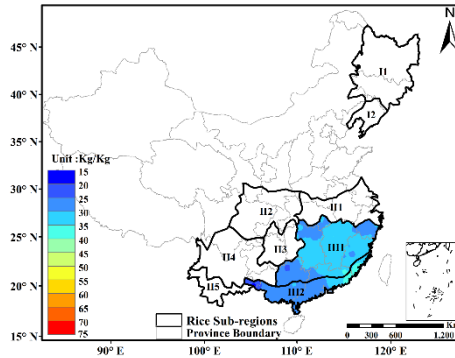 N
45° N
40° N
35° N
30° N
25° N
20° N
15° N
I1
I2
II1
II2
II3
II4
II5
III1
III2
Unit :Kg/Kg
15
20
25
30
35
40
45
50
55
60
65
70
75
Rice Sub-regions
Province Boundary
0
600
1,200
90° E
100° E
110° E
120° E